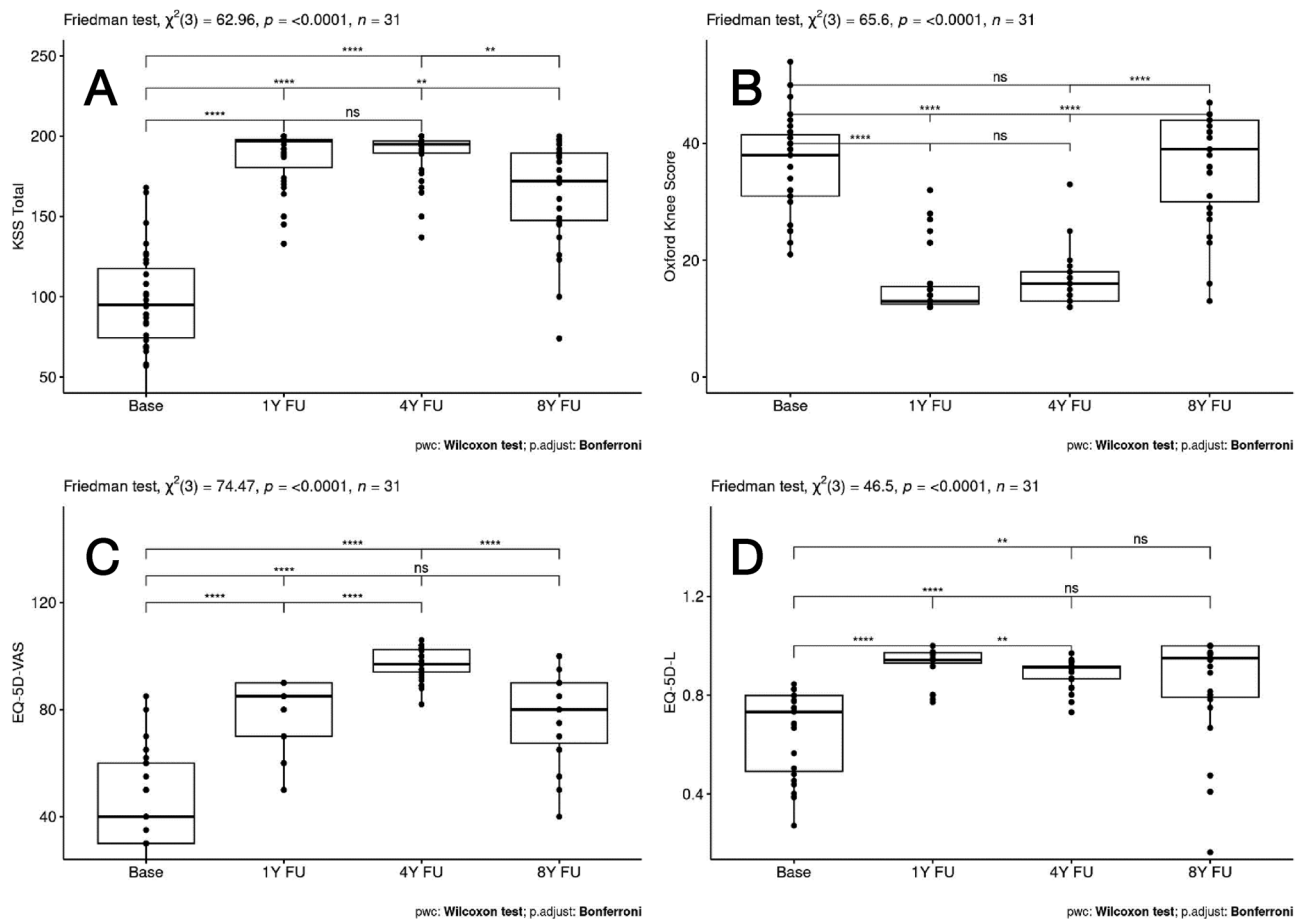 Friedman test, χ²(3) = 62.96, p = <0.0001, n = 31
A
KSS Total
250
200
150
100
50
**** **
**** **
**** ns
Base 1Y FU 4Y FU 8Y FU
pwc: Wilcoxon test; p.adjust: Bonferroni
Friedman test, χ²(3) = 65.6, p = <0.0001, n = 31
B
Oxford Knee Score
40
20
0
ns ****
**** ****
**** ns
Base 1Y FU 4Y FU 8Y FU
pwc: Wilcoxon test; p.adjust: Bonferroni
Friedman test, χ²(3) = 74.47, p = <0.0001, n = 31
C
EQ-5D-VAS
120
80
40
**** ****
**** ns
**** ****
Base 1Y FU 4Y FU 8Y FU
pwc: Wilcoxon test; p.adjust: Bonferroni
Friedman test, χ²(3) = 46.5, p = <0.0001, n = 31
D
EQ-5D-L
1.2
0.8
0.4
** ns
**** ns
**** **
Base 1Y FU 4Y FU 8Y FU
pwc: Wilcoxon test; p.adjust: Bonferroni